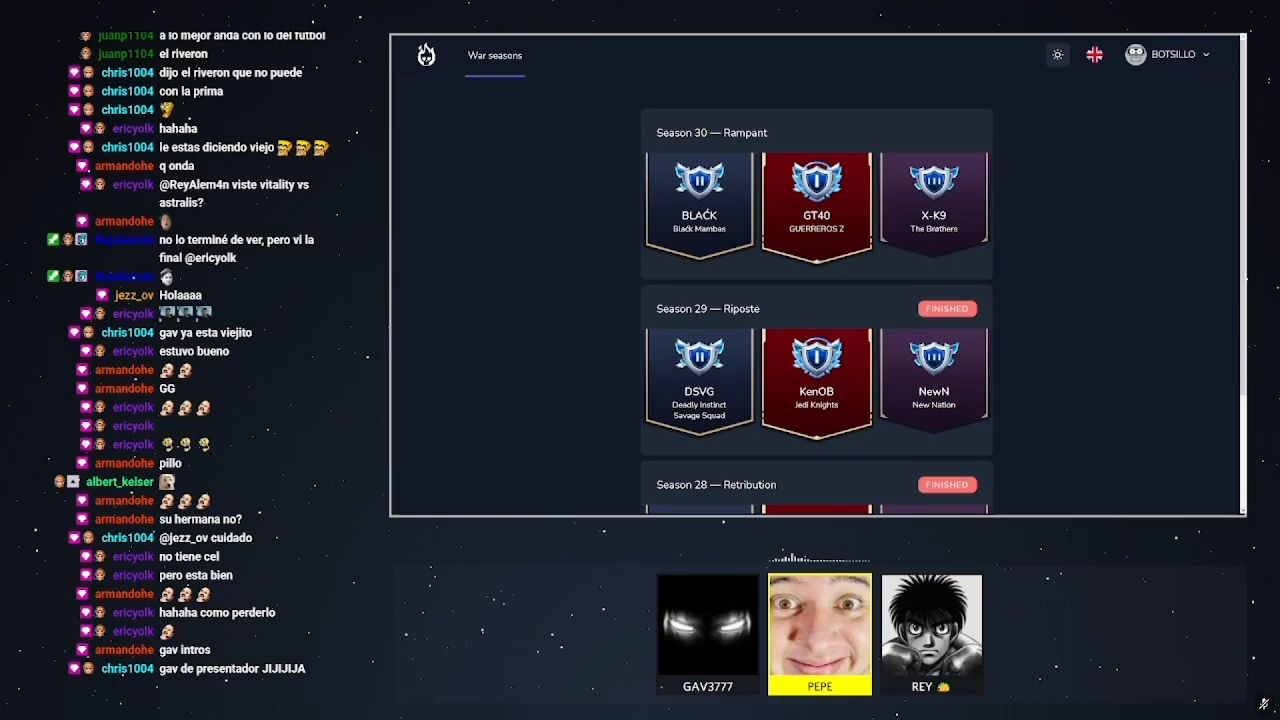 juanp1104 a lo mejor anda con lo del futbol
juanp1104 el riveron
chris1004 dijo el riveron que no puede
chris1004 con la prima
chris1004
ericyolk hahaha
chris1004 le estas diciendo viejo
armandohe q onda
ericyolk @ReyAlem4n viste vitality vs
astralis?
armandohe
no lo terminé de ver, pero vi la
final @ericyolk
jezz_ov Holaaaa
ericyolk
chris1004 gav ya esta viejito
ericyolk estuvo bueno
armandohe
armandohe GG
ericyolk
ericyolk
ericyolk
armandohe pillo
albert_kelser
armandohe
armandohe su hermana no?
chris1004 @jezz_ov cuidado
ericyolk no tiene cel
ericyolk pero esta bien
armandohe
ericyolk hahaha como perderlo
ericyolk
armandohe gav intros
chris1004 gav de presentador JIJIJIJA
War seasons
BOTSILLO
Season 30 — Rampant
II
I
III
BLAĆK
GT40
X-K9
Black Mambas
GUERREROS Z
The Brothers
Season 29 — Riposte
FINISHED
II
I
III
DSVG
KenOB
NewN
Deadly Instinct
Savage Squad
Jedi Knights
New Nation
Season 28 — Retribution
FINISHED
GAV3777
PEPE
REY